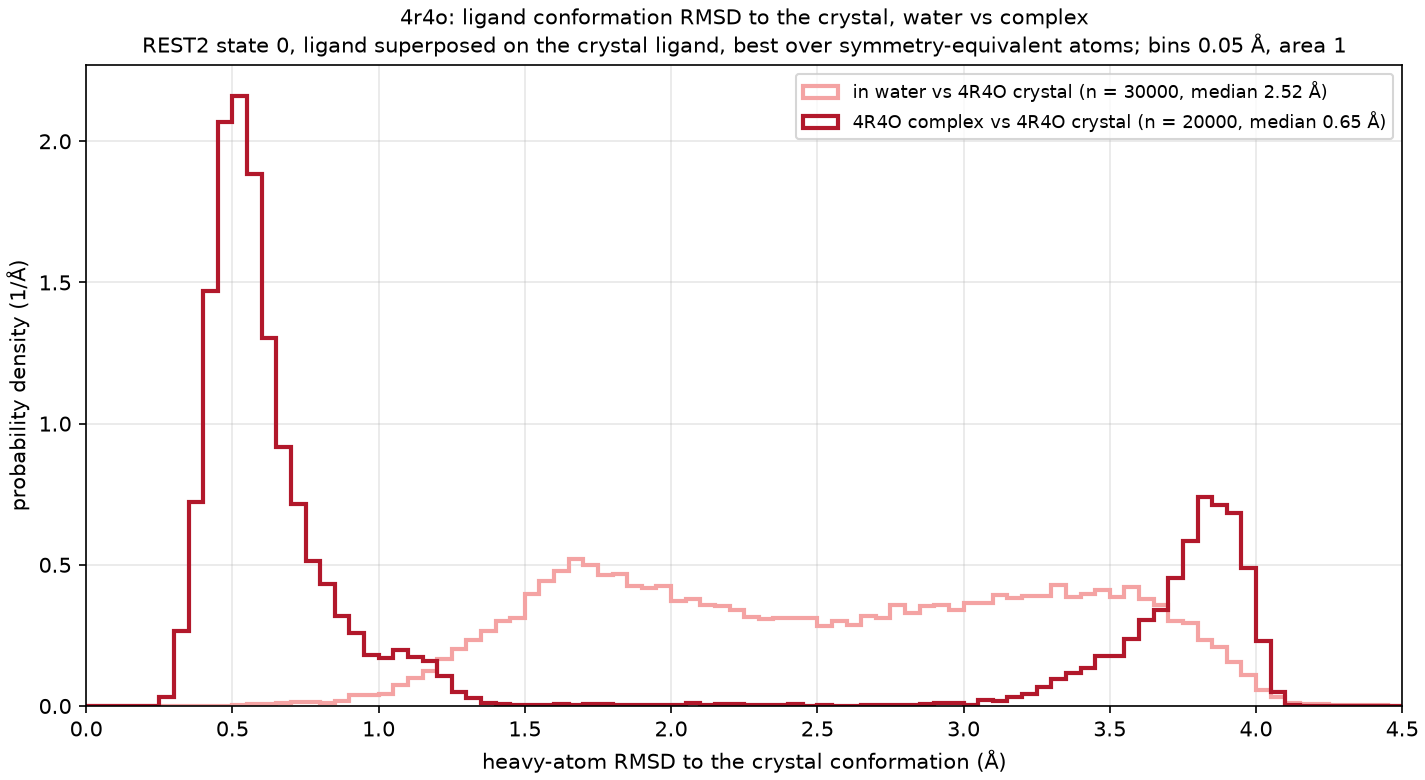 4r4o: ligand conformation RMSD to the crystal, water vs complex
REST2 state 0, ligand superposed on the crystal ligand, best over symmetry-equivalent atoms; bins 0.05 Å, area 1
in water vs 4R4O crystal (n = 30000, median 2.52 Å)
4R4O complex vs 4R4O crystal (n = 20000, median 0.65 Å)
probability density (1/Å)
2.0
1.5
1.0
0.5
0.0
0.0 0.5 1.0 1.5 2.0 2.5 3.0 3.5 4.0 4.5
heavy-atom RMSD to the crystal conformation (Å)